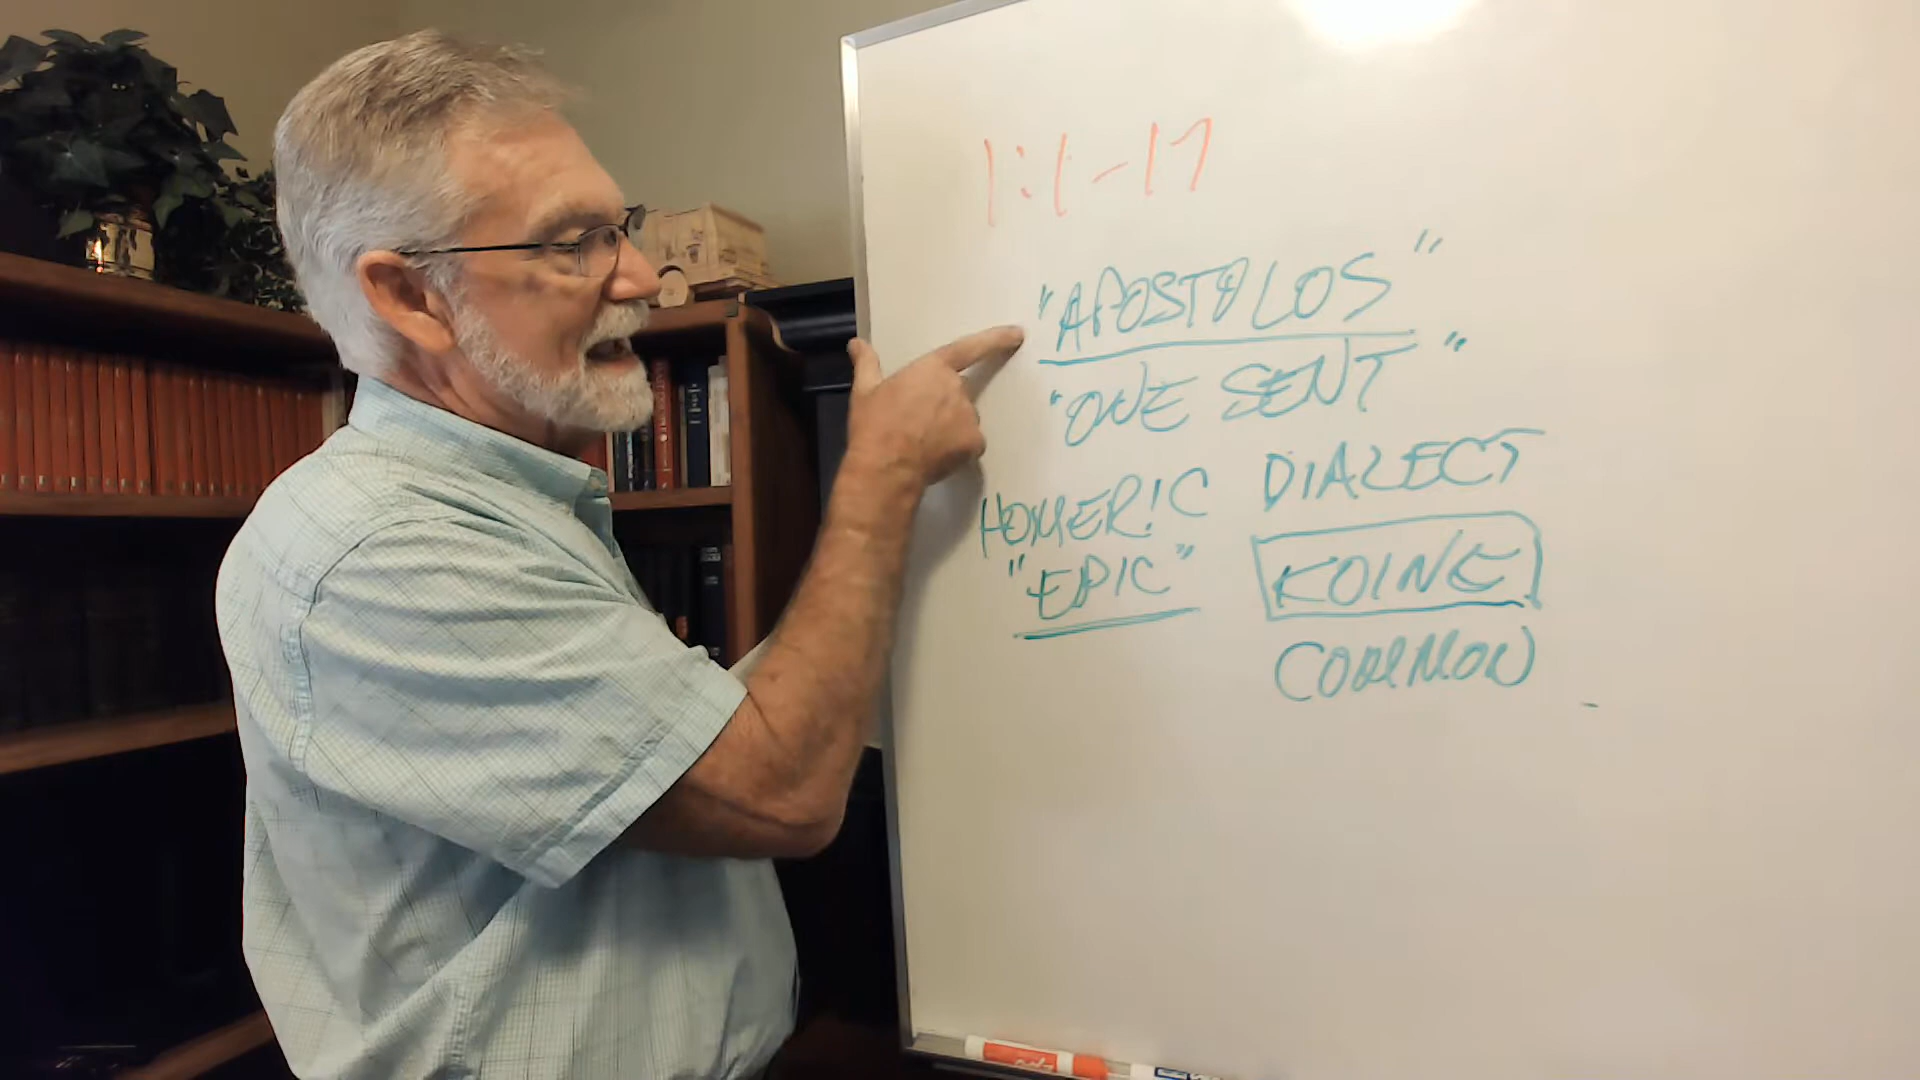 1:1-17
"APOSTOLOS"
"ONE SENT"
HOMERIC DIALECT
"EPIC" KOINE
COMMON